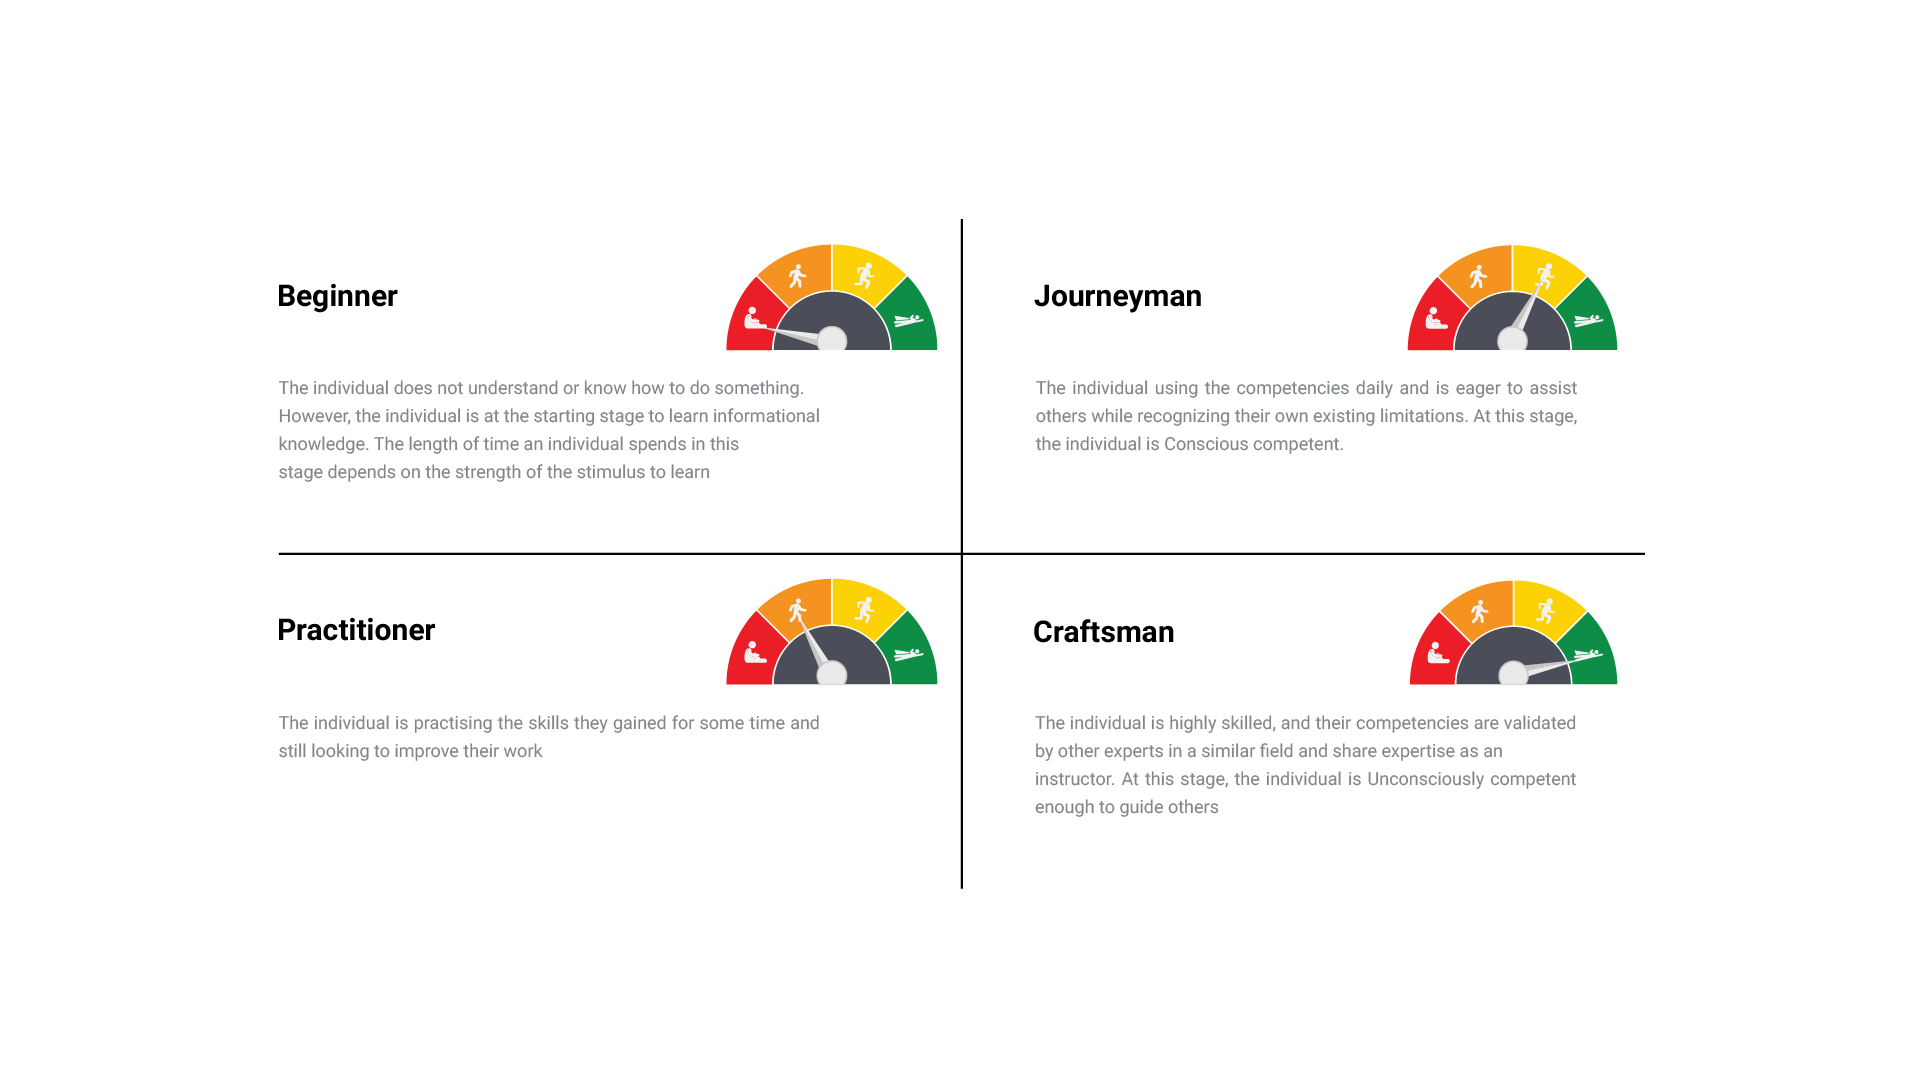 Beginner
The individual does not understand or know how to do something.
However, the individual is at the starting stage to learn informational
knowledge. The length of time an individual spends in this
stage depends on the strength of the stimulus to learn
Journeyman
The individual using the competencies daily and is eager to assist
others while recognizing their own existing limitations. At this stage,
the individual is Conscious competent.
Practitioner
The individual is practising the skills they gained for some time and
still looking to improve their work
Craftsman
The individual is highly skilled, and their competencies are validated
by other experts in a similar field and share expertise as an
instructor. At this stage, the individual is Unconsciously competent
enough to guide others